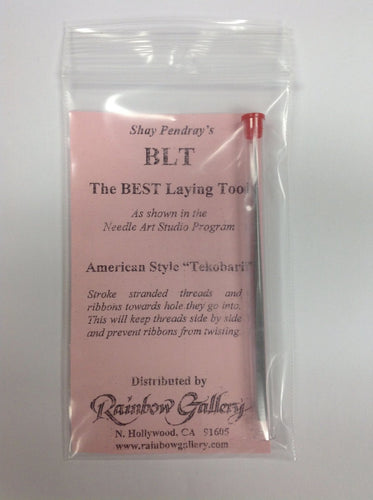 Shay Pendray's
BLT
The BEST Laying Tool
As shown in the
Needle Art Studio Program
American Style "Tekobari"
Stroke stranded threads and
ribbons towards hole they go into.
This will keep threads side by side
and prevent ribbons from twisting.
Distributed by
Rainbow Gallery
N. Hollywood, CA 91605
www.rainbowgallery.com